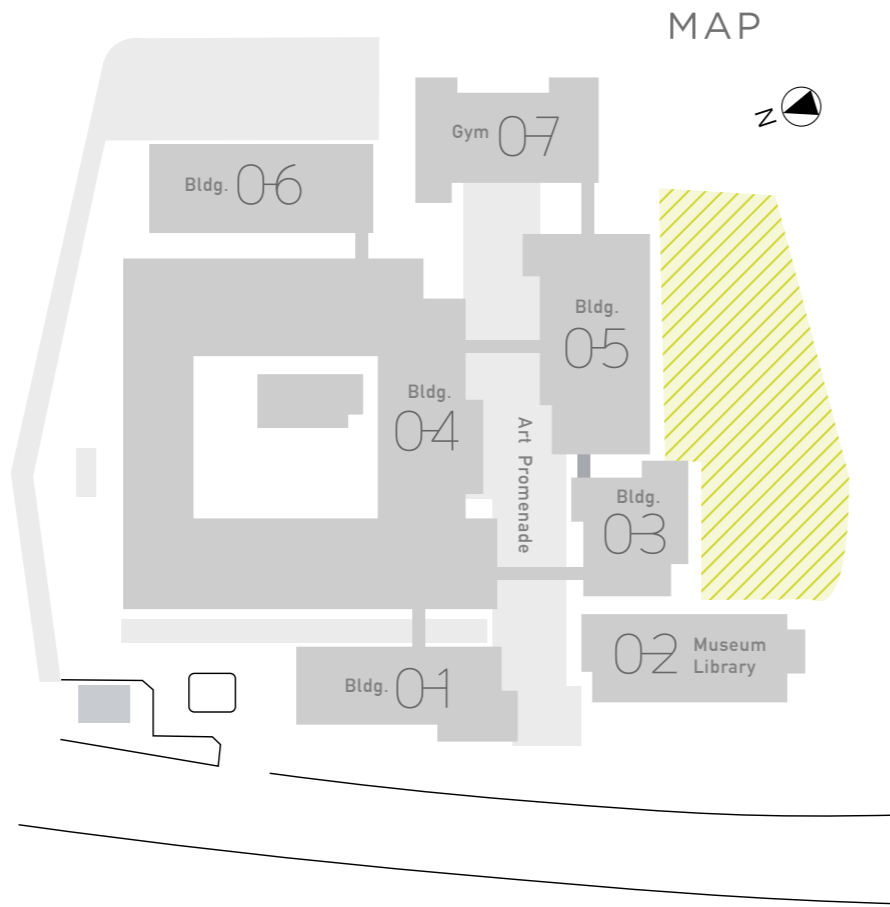 MAP
N
Gym 07
Bldg. 06
Bldg.
05
Bldg.
04
Art Promenade
Bldg.
03
02 Museum
Library
Bldg. 01